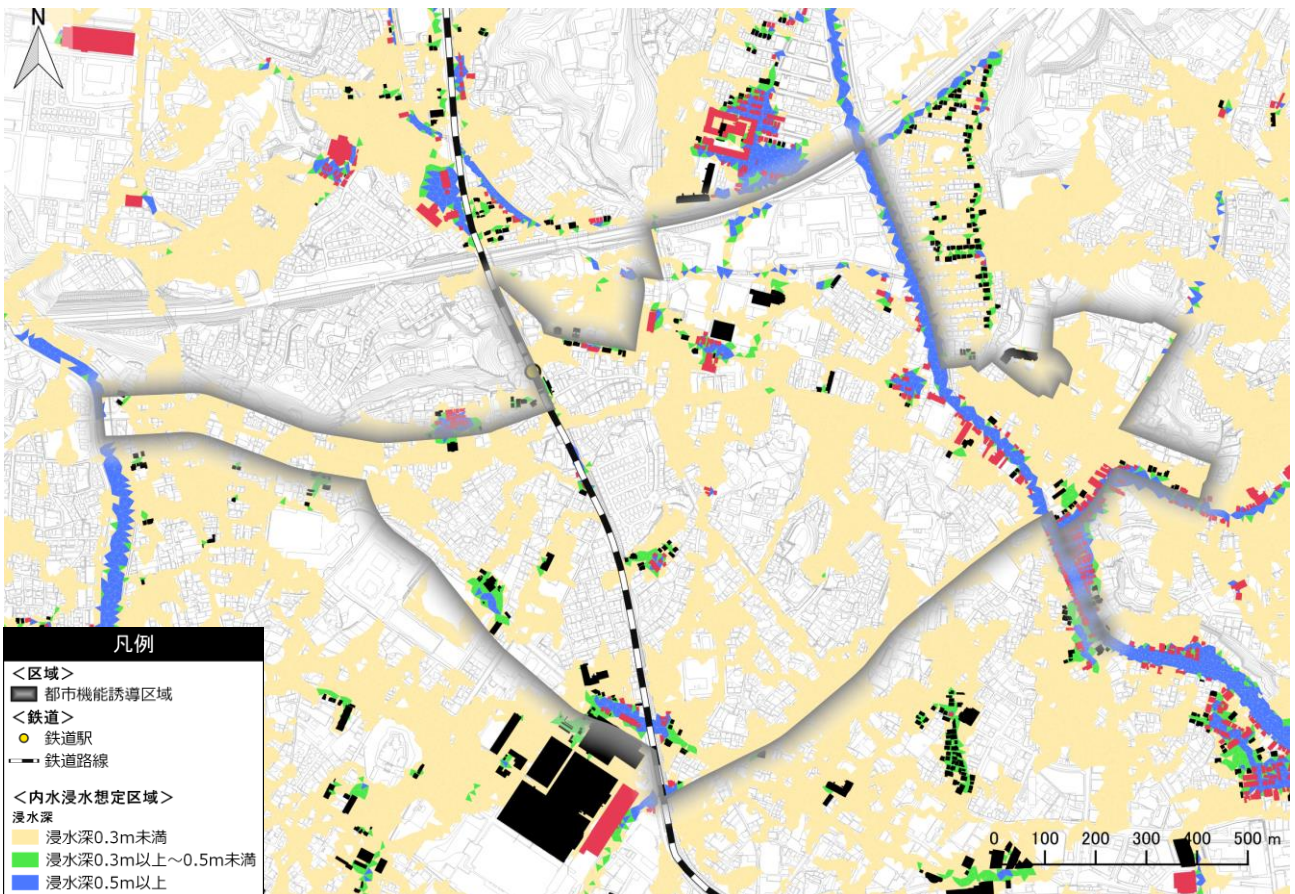 N
凡例
＜区域＞
都市機能誘導区域
＜鉄道＞
鉄道駅
鉄道路線
＜内水浸水想定区域＞
浸水深
浸水深0.3m未満
浸水深0.3m以上～0.5m未満
浸水深0.5m以上
0 100 200 300 400 500 m